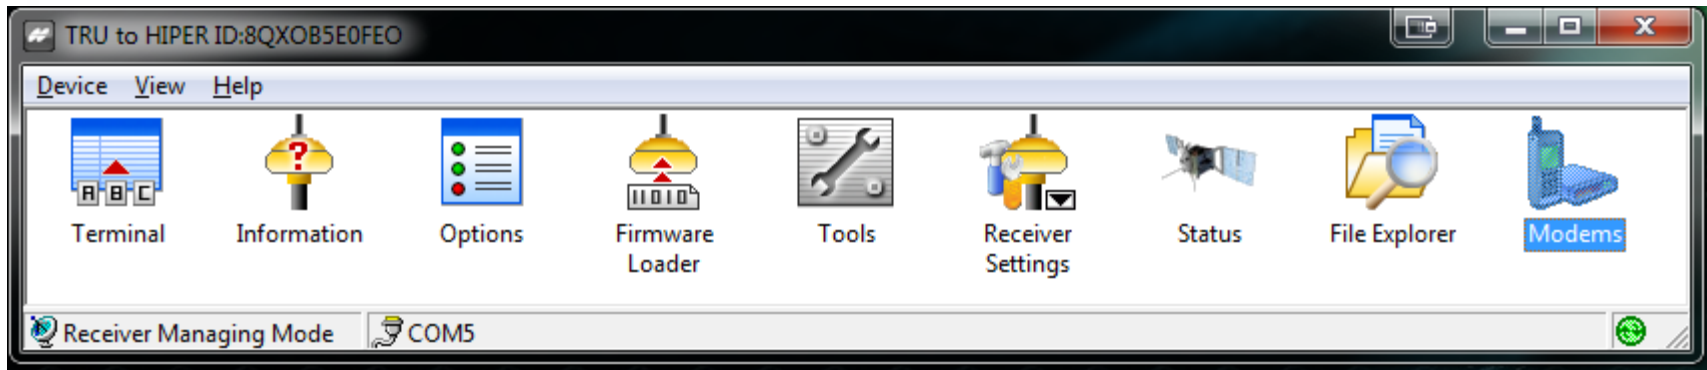 TRU to HIPER ID:8QXOB5E0FEO
Device View Help
A B C
?
11010
Terminal Information Options Firmware Loader Tools Receiver Settings Status File Explorer Modems
Receiver Managing Mode COM5